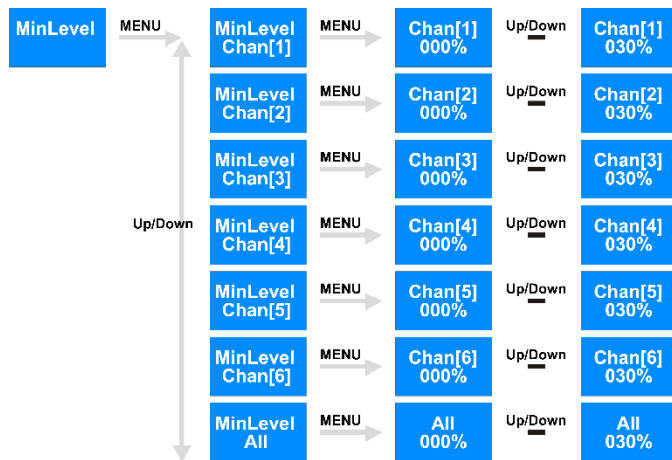 MinLevel
MENU
MinLevel
Chan[1]
MENU
Chan[1]
000%
Up/Down
Chan[1]
030%
MinLevel
Chan[2]
MENU
Chan[2]
000%
Up/Down
Chan[2]
030%
MinLevel
Chan[3]
MENU
Chan[3]
000%
Up/Down
Chan[3]
030%
Up/Down
MinLevel
Chan[4]
MENU
Chan[4]
000%
Up/Down
Chan[4]
030%
MinLevel
Chan[5]
MENU
Chan[5]
000%
Up/Down
Chan[5]
030%
MinLevel
Chan[6]
MENU
Chan[6]
000%
Up/Down
Chan[6]
030%
MinLevel
All
MENU
All
000%
Up/Down
All
030%